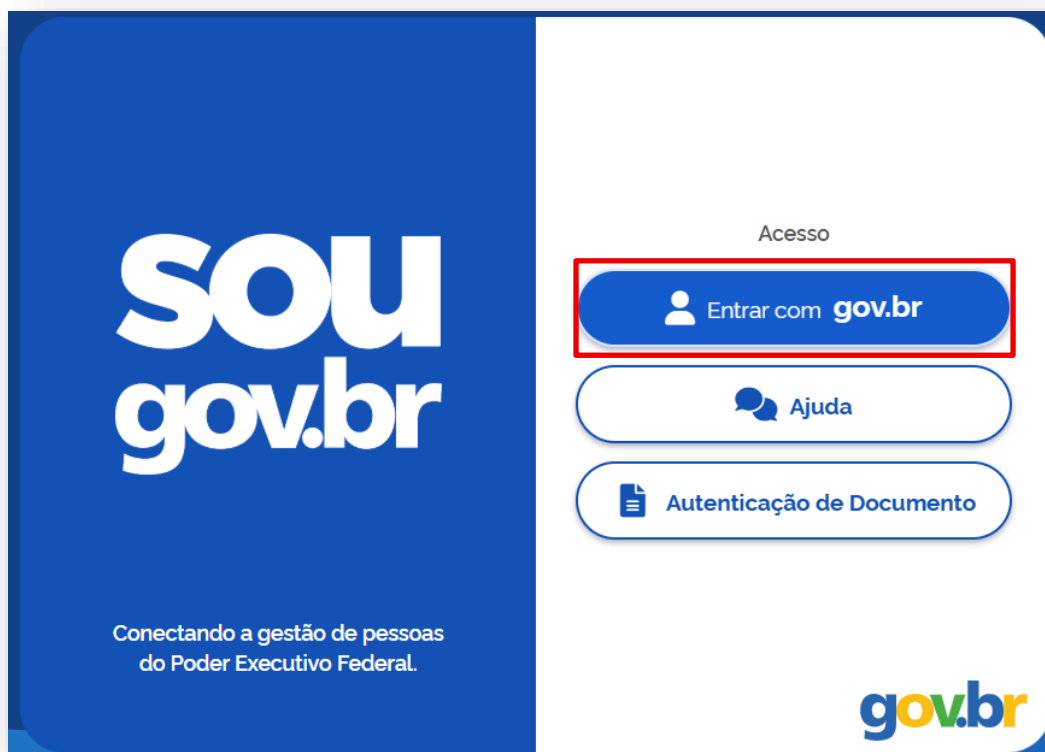 sou
gov.br
Conectando a gestão de pessoas
do Poder Executivo Federal.
Acesso
Entrar com gov.br
Ajuda
Autenticação de Documento
gov.br